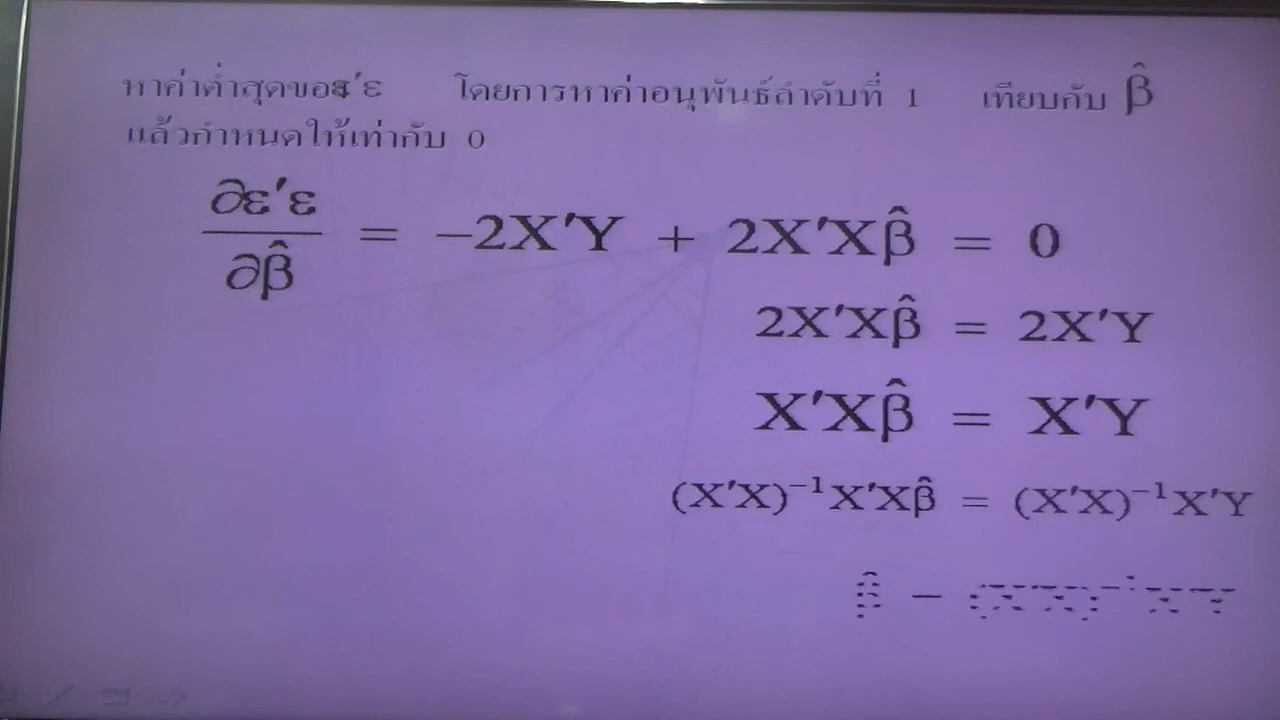 หาค่าต่ำสุดของε′ε โดยการหาค่าอนุพันธ์ลำดับที่ 1 เทียบกับ β̂
แล้วกำหนดให้เท่ากับ 0
∂ε′ε/∂β̂ = −2X′Y + 2X′Xβ̂ = 0
2X′Xβ̂ = 2X′Y
X′Xβ̂ = X′Y
(X′X)⁻¹X′Xβ̂ = (X′X)⁻¹X′Y